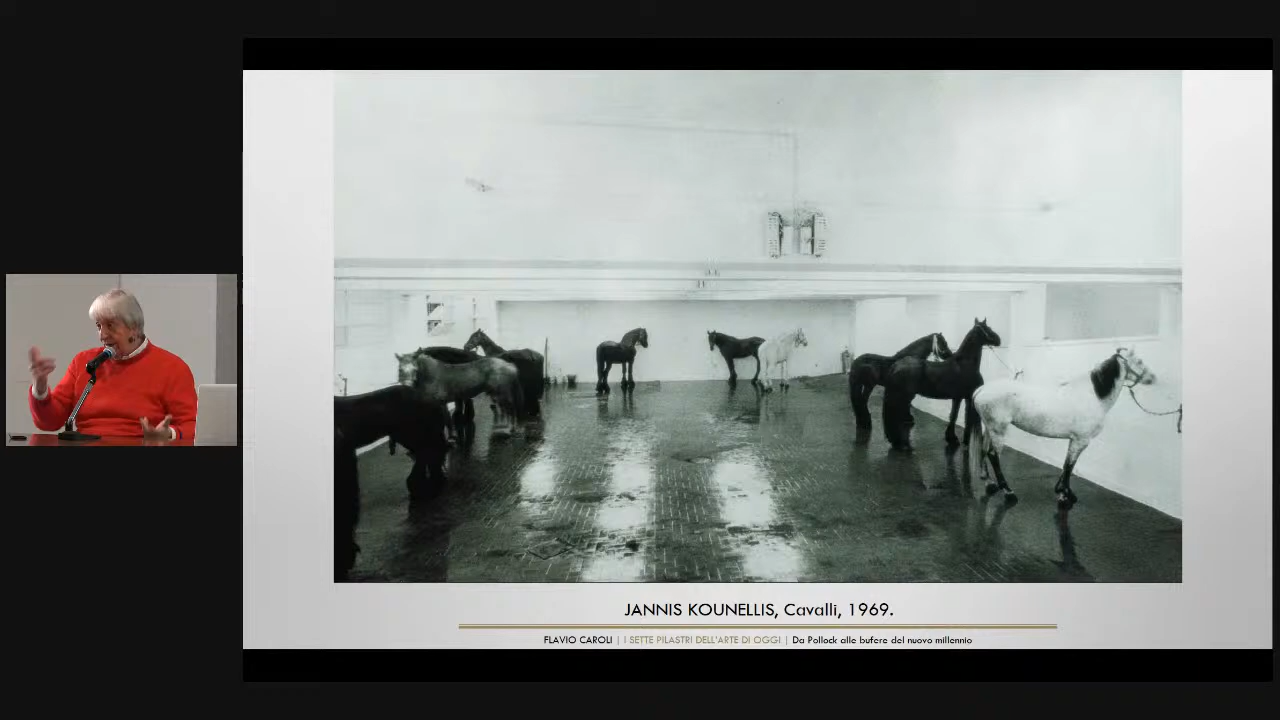 JANNIS KOUNELLIS, Cavalli, 1969.
FLAVIO CAROLI | I SETTE PILASTRI DELL'ARTE DI OGGI | Da Pollock alle bufere del nuovo millennio